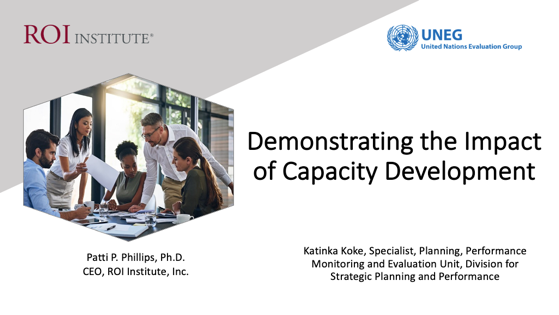 ROI INSTITUTE®
UNEG
United Nations Evaluation Group
Demonstrating the Impact
of Capacity Development
Patti P. Phillips, Ph.D.
CEO, ROI Institute, Inc.
Katinka Koke, Specialist, Planning, Performance
Monitoring and Evaluation Unit, Division for
Strategic Planning and Performance